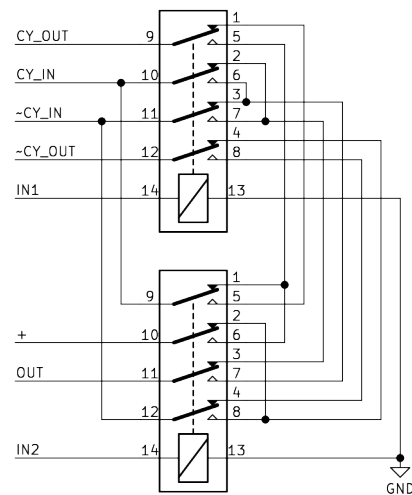 1
CY_OUT 9 5
2
CY_IN 10 6
3
~CY_IN 11 7
4
~CY_OUT 12 8
IN1 14 13
1
9 5
2
+ 10 6
3
OUT 11 7
4
12 8
IN2 14 13
GND